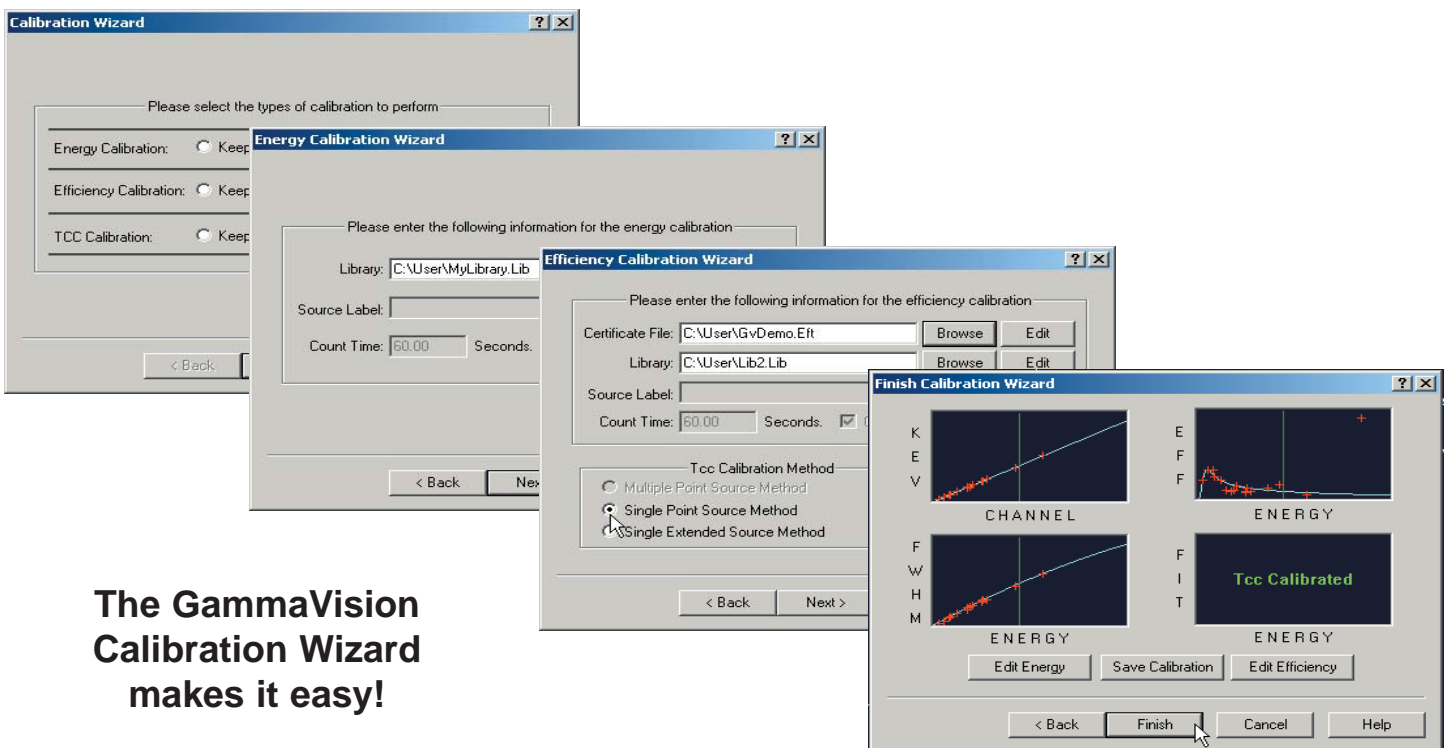 Calibration Wizard
Please select the types of calibration to perform
Energy Calibration: Keep
Efficiency Calibration: Keep
TCC Calibration: Keep
< Back
Energy Calibration Wizard
Please enter the following information for the energy calibration
Library: C:\User\MyLibrary.Lib
Source Label:
Count Time: 60.00 Seconds.
< Back
Efficiency Calibration Wizard
Please enter the following information for the efficiency calibration
Certificate File: C:\User\GvDemo.Eft Browse Edit
Library: C:\User\Lib2.Lib Browse Edit
Source Label:
Count Time: 60.00 Seconds.
Tcc Calibration Method
Multiple Point Source Method
Single Point Source Method
Single Extended Source Method
< Back Next >
Finish Calibration Wizard
KEV
CHANNEL
EFF
ENERGY
FWHM
ENERGY
FIT
Tcc Calibrated
ENERGY
Edit Energy Save Calibration Edit Efficiency
< Back Finish Cancel Help
The GammaVision
Calibration Wizard
makes it easy!